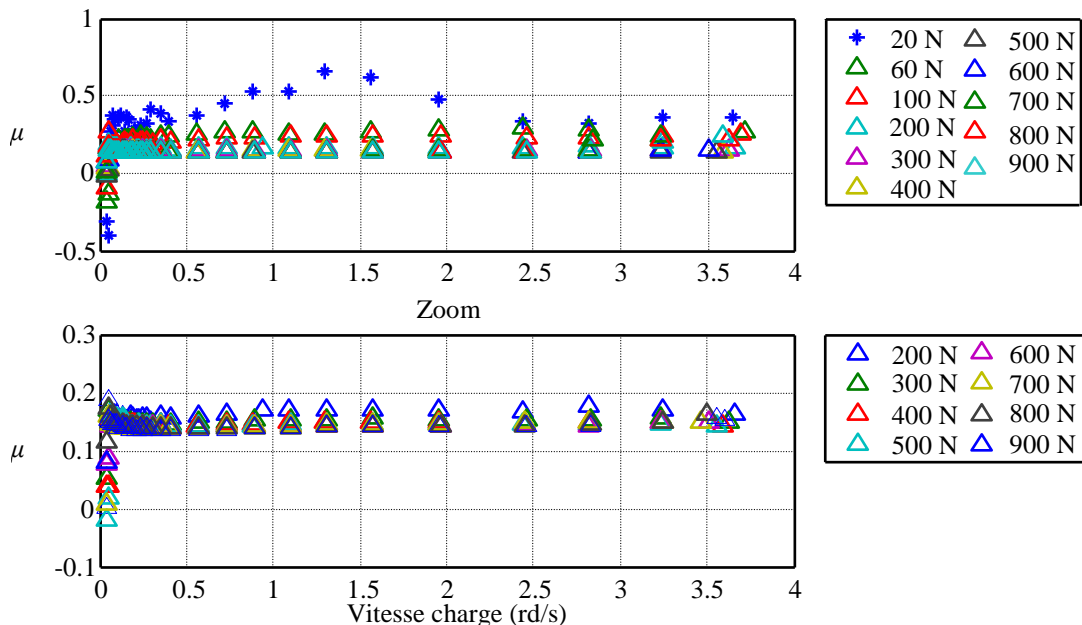 1
0.5
0
-0.5
μ
0 0.5 1 1.5 2 2.5 3 3.5 4
20 N 500 N
60 N 600 N
100 N 700 N
200 N 800 N
300 N 900 N
400 N
Zoom
0.3
0.2
0.11
0
-0.1
μ
0 0.5 1 1.5 2 2.5 3 3.5 4
Vitesse charge (rd/s)
200 N 600 N
300 N 700 N
400 N 800 N
500 N 900 N